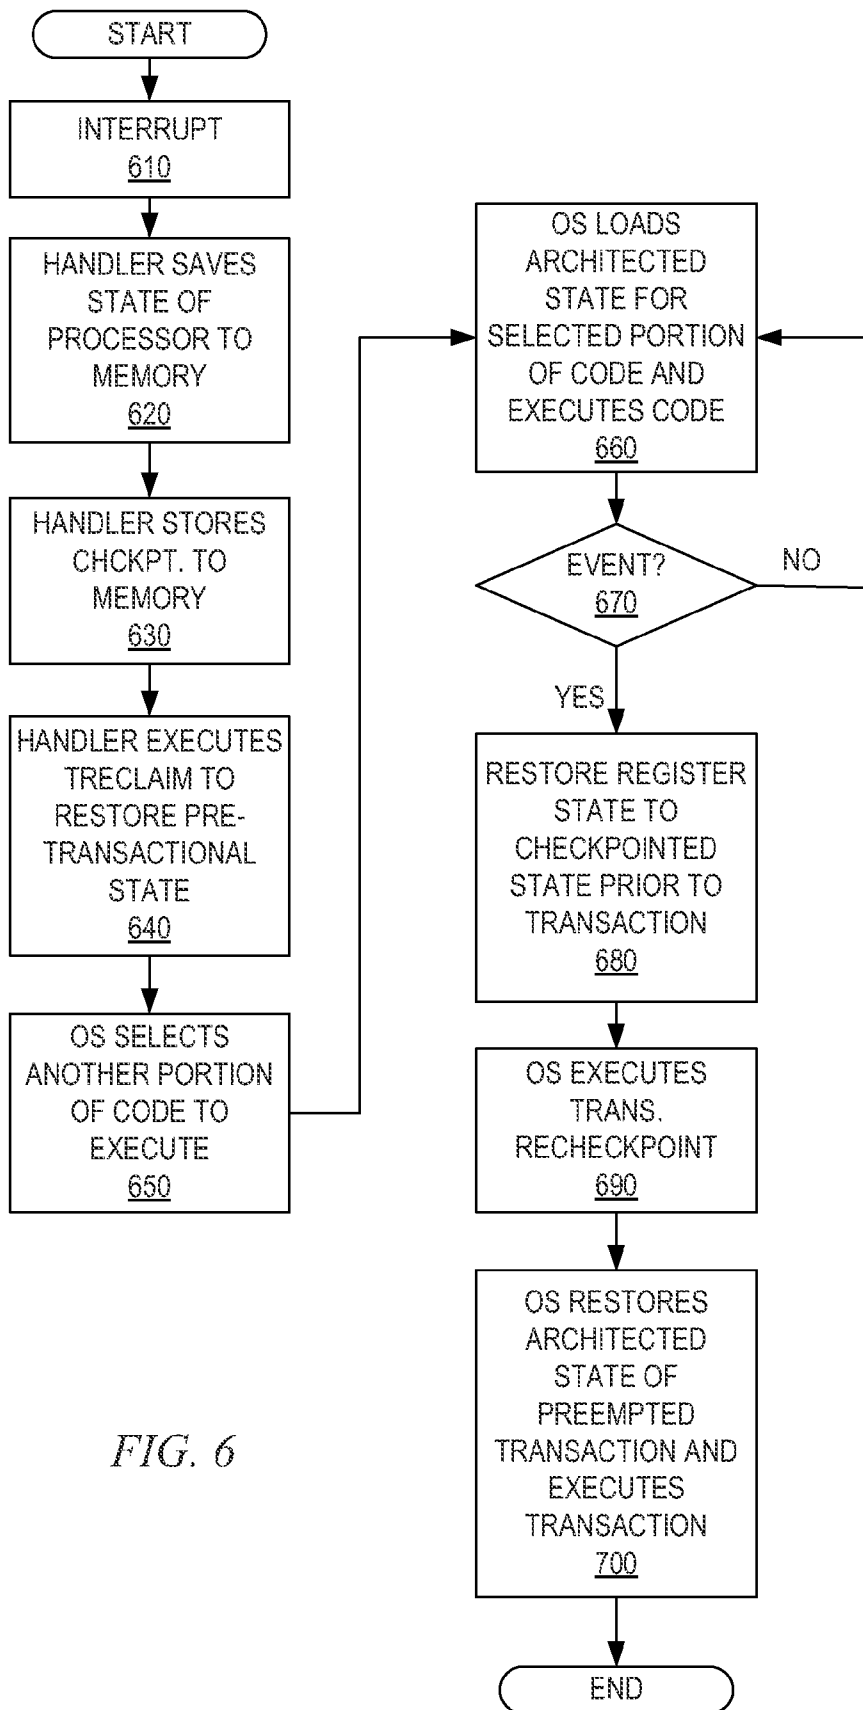 START
INTERRUPT
610
HANDLER SAVES
STATE OF
PROCESSOR TO
MEMORY
620
HANDLER STORES
CHCKPT. TO
MEMORY
630
HANDLER EXECUTES
TRECLAIM TO
RESTORE PRE-
TRANSACTIONAL
STATE
640
OS SELECTS
ANOTHER PORTION
OF CODE TO
EXECUTE
650
OS LOADS
ARCHITECTED
STATE FOR
SELECTED PORTION
OF CODE AND
EXECUTES CODE
660
EVENT?
670
NO
YES
RESTORE REGISTER
STATE TO
CHECKPOINTED
STATE PRIOR TO
TRANSACTION
680
OS EXECUTES
TRANS.
RECHECKPOINT
690
OS RESTORES
ARCHITECTED
STATE OF
PREEMPTED
TRANSACTION AND
EXECUTES
TRANSACTION
700
END
FIG. 6